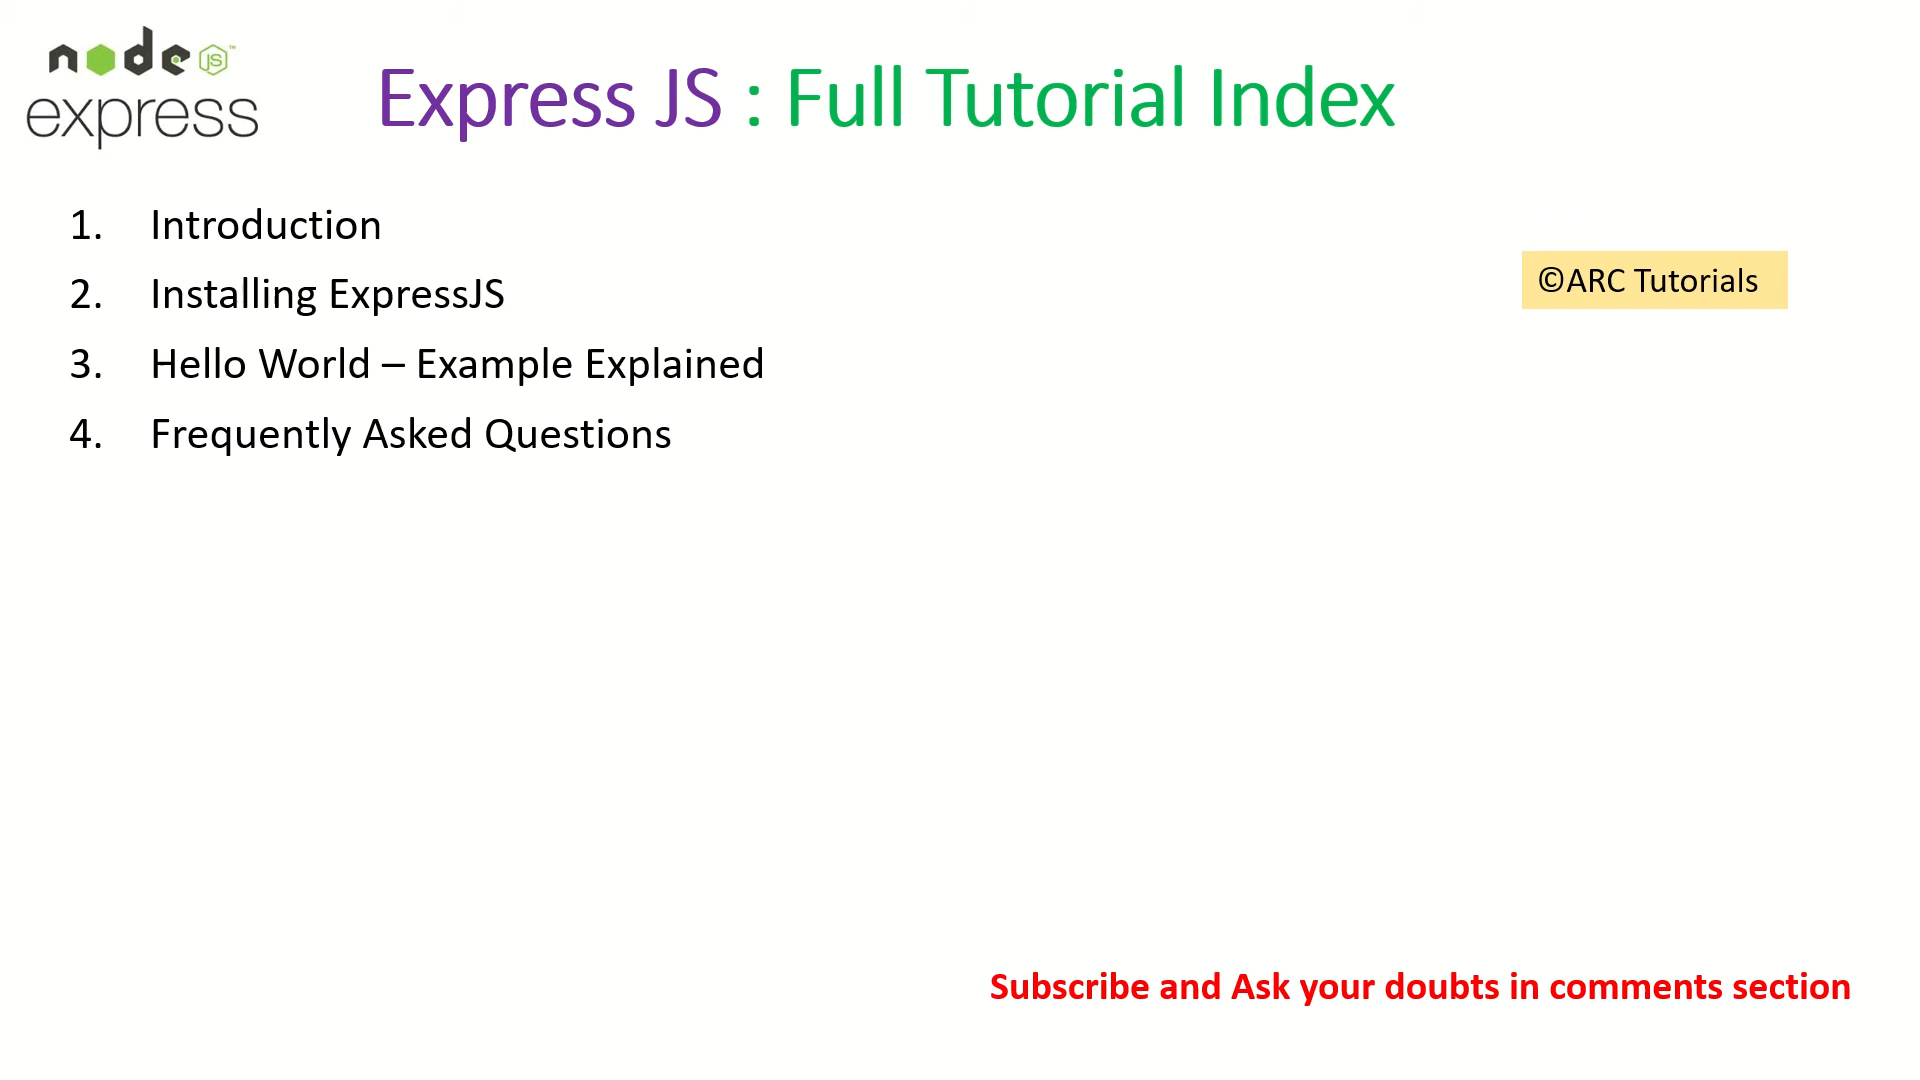 node JS™
express
Express JS : Full Tutorial Index
1. Introduction
2. Installing ExpressJS
3. Hello World – Example Explained
4. Frequently Asked Questions
©ARC Tutorials
Subscribe and Ask your doubts in comments section